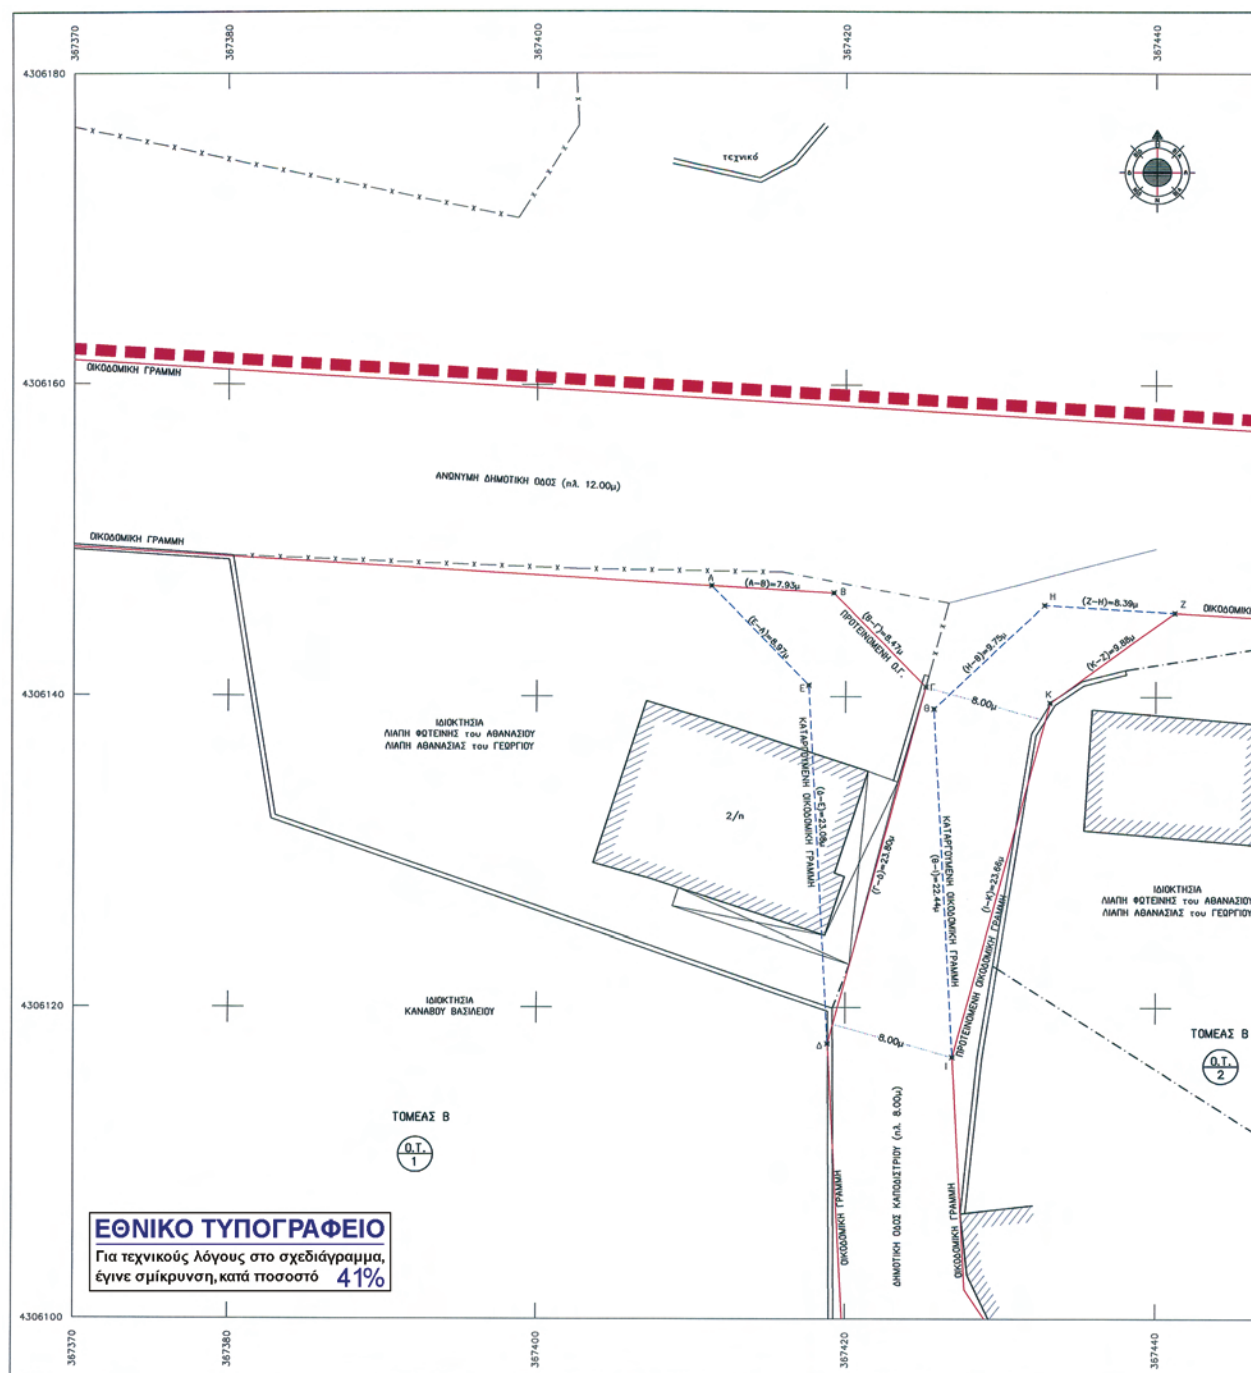 367370
367380
367400
367420
367440
4306180
τεχνικό
ΟΙΚΟΔΟΜΙΚΗ ΓΡΑΜΜΗ
4306160
ΑΝΩΝΥΜΗ ΔΗΜΟΤΙΚΗ ΟΔΟΣ (πλ. 12.00μ)
ΟΙΚΟΔΟΜΙΚΗ ΓΡΑΜΜΗ
Α
(Α-Β)=7.93μ
Β
Η
(Ζ-Η)=8.39μ
Ζ
ΟΙΚΟΔΟΜΙΚ
(Ε-Α)=8.97μ
(Β-Γ)=8.47μ
ΠΡΟΤΕΙΝΟΜΕΝΗ Ο.Γ.
(Η-Θ)=9.75μ
(Κ-Ζ)=9.88μ
4306140
Ε
Γ
Θ
8.00μ
Κ
ΙΔΙΟΚΤΗΣΙΑ
ΛΙΑΠΗ ΦΩΤΕΙΝΗΣ του ΑΘΑΝΑΣΙΟΥ
ΛΙΑΠΗ ΑΘΑΝΑΣΙΑΣ του ΓΕΩΡΓΙΟΥ
2/π
ΚΑΤΑΡΓΟΥΜΕΝΗ ΟΙΚΟΔΟΜΙΚΗ ΓΡΑΜΜΗ
(Δ-Ε)=23.08μ
(Γ-Δ)=23.80μ
ΚΑΤΑΡΓΟΥΜΕΝΗ ΟΙΚΟΔΟΜΙΚΗ ΓΡΑΜΜΗ
(Θ-Ι)=22.44μ
(Ι-Κ)=23.66μ
ΠΡΟΤΕΙΝΟΜΕΝΗ ΟΙΚΟΔΟΜΙΚΗ ΓΡΑΜΜΗ
ΙΔΙΟΚΤΗΣΙΑ
ΛΙΑΠΗ ΦΩΤΕΙΝΗΣ του ΑΘΑΝΑΣΙΟΥ
ΛΙΑΠΗ ΑΘΑΝΑΣΙΑΣ του ΓΕΩΡΓΙΟΥ
4306120
ΙΔΙΟΚΤΗΣΙΑ
ΚΑΝΑΒΟΥ ΒΑΣΙΛΕΙΟΥ
Δ
8.00μ
Ι
ΤΟΜΕΑΣ Β
Ο.Τ.
2
ΤΟΜΕΑΣ Β
Ο.Τ.
1
ΟΙΚΟΔΟΜΙΚΗ ΓΡΑΜΜΗ
ΔΗΜΟΤΙΚΗ ΟΔΟΣ ΚΑΠΟΔΙΣΤΡΙΟΥ (πλ. 8.00μ)
ΟΙΚΟΔΟΜΙΚΗ ΓΡΑΜΜΗ
ΕΘΝΙΚΟ ΤΥΠΟΓΡΑΦΕΙΟ
Για τεχνικούς λόγους στο σχεδιάγραμμα,
έγινε σμίκρυνση, κατά ποσοστό 41%
4306100
367370
367380
367400
367420
367440